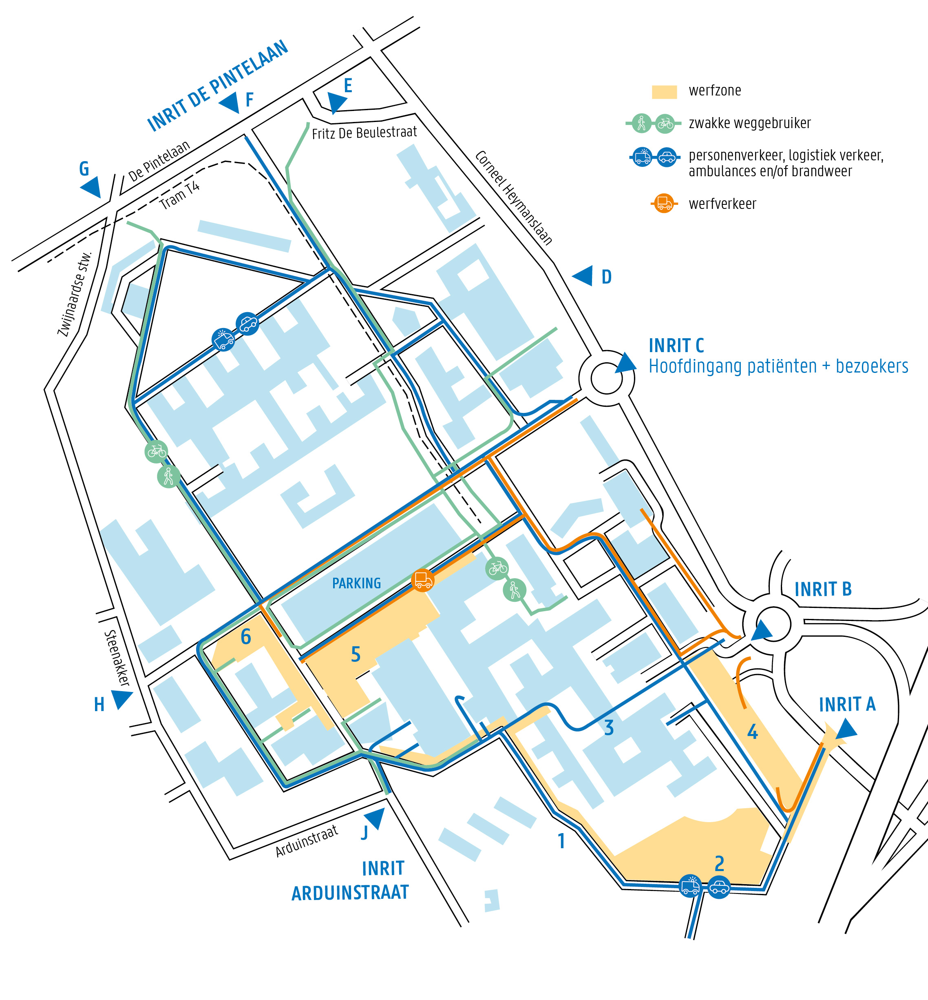 INRIT DE PINTELAAN
F
E
G
De Pintelaan
Tram T4
Fritz De Beulestraat
Corneel Heymanslaan
werfzone
zwakke weggebruiker
personenverkeer, logistiek verkeer,
ambulances en/of brandweer
werfverkeer
Zwijnaardse stw.
D
INRIT C
Hoofdingang patiënten + bezoekers
PARKING
INRIT B
6
5
Steenakker
H
INRIT A
3
4
J
Arduinstraat
1
2
INRIT
ARDUINSTRAAT